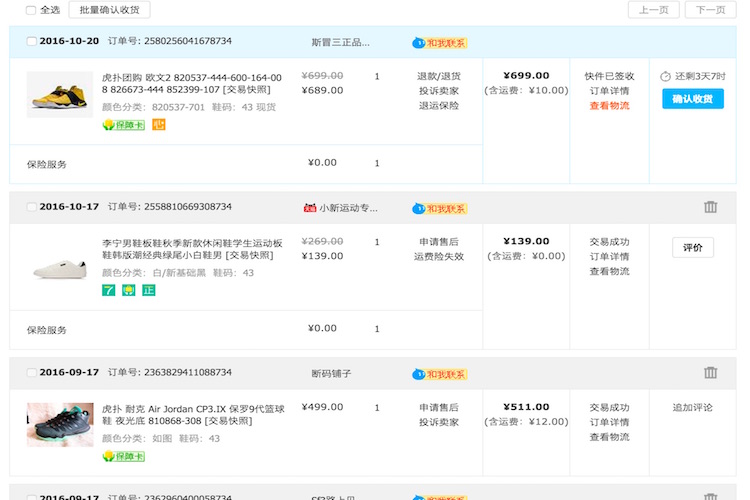 全选 批量确认收货 上一页 下一页
2016-10-20 订单号: 2580256041678734 斯冒三正品... 和我联系
虎扑团购 欧文2 820537-444-600-164-00 ¥699.00 1 退款/退货 ¥699.00 快件已签收 还剩3天7时
8 826673-444 852399-107 [交易快照] ¥689.00 投诉卖家 (含运费: ¥10.00) 订单详情 确认收货
颜色分类: 820537-701 鞋码: 43 现货 退运保险 查看物流
保障卡
保险服务 ¥0.00 1
2016-10-17 订单号: 2558810669308734 天猫 小新运动专... 和我联系
李宁男鞋板鞋秋季新款休闲鞋学生运动板 ¥269.00 1 申请售后 ¥139.00 交易成功 评价
鞋韩版潮经典绿尾小白鞋男 [交易快照] ¥139.00 运费险失效 (含运费: ¥0.00) 订单详情
颜色分类: 白/新基础黑 鞋码: 43 查看物流
7 正
保险服务 ¥0.00 1
2016-09-17 订单号: 2363829411088734 断码铺子 和我联系
虎扑 耐克 Air Jordan CP3.IX 保罗9代篮球 ¥499.00 1 申请售后 ¥511.00 交易成功 追加评论
鞋 夜光底 810868-308 [交易快照] 投诉卖家 (含运费: ¥12.00) 订单详情
颜色分类: 如图 鞋码: 43 查看物流
保障卡
2016-09-17 订单号: 2362960400058734 和我联系